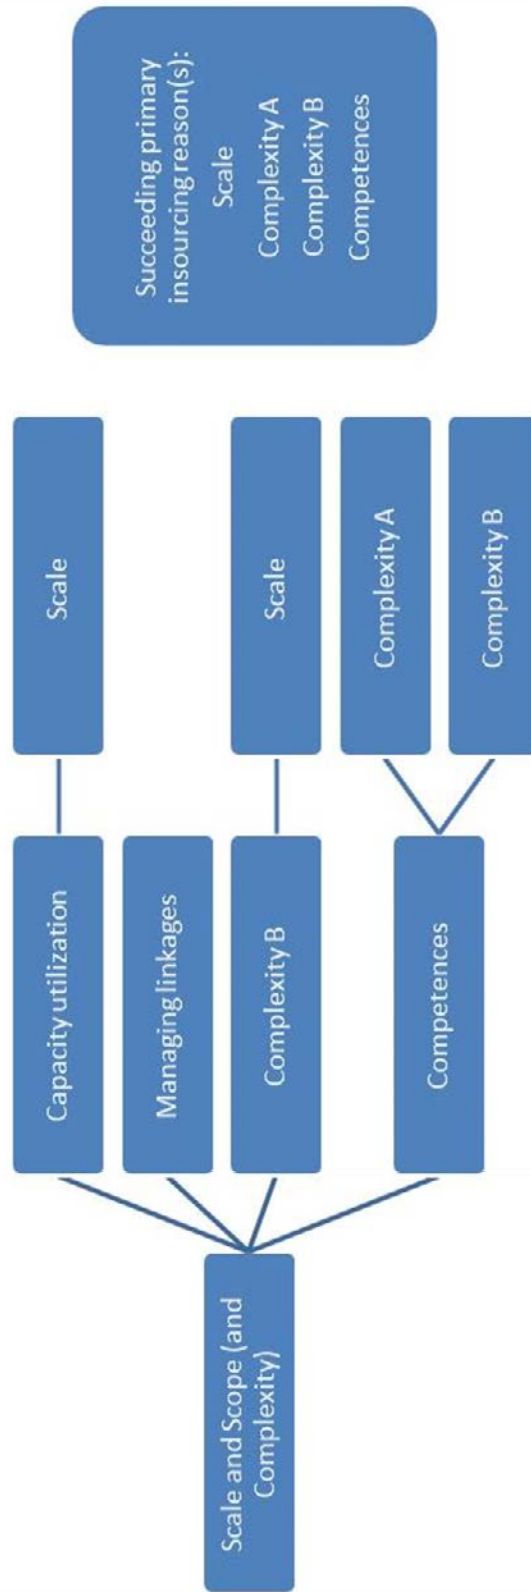 Scale and Scope (and
Complexity)
Capacity utilization
Managing linkages
Complexity B
Competences
Scale
Scale
Complexity A
Complexity B
Succeeding primary
insourcing reason(s):
Scale
Complexity A
Complexity B
Competences